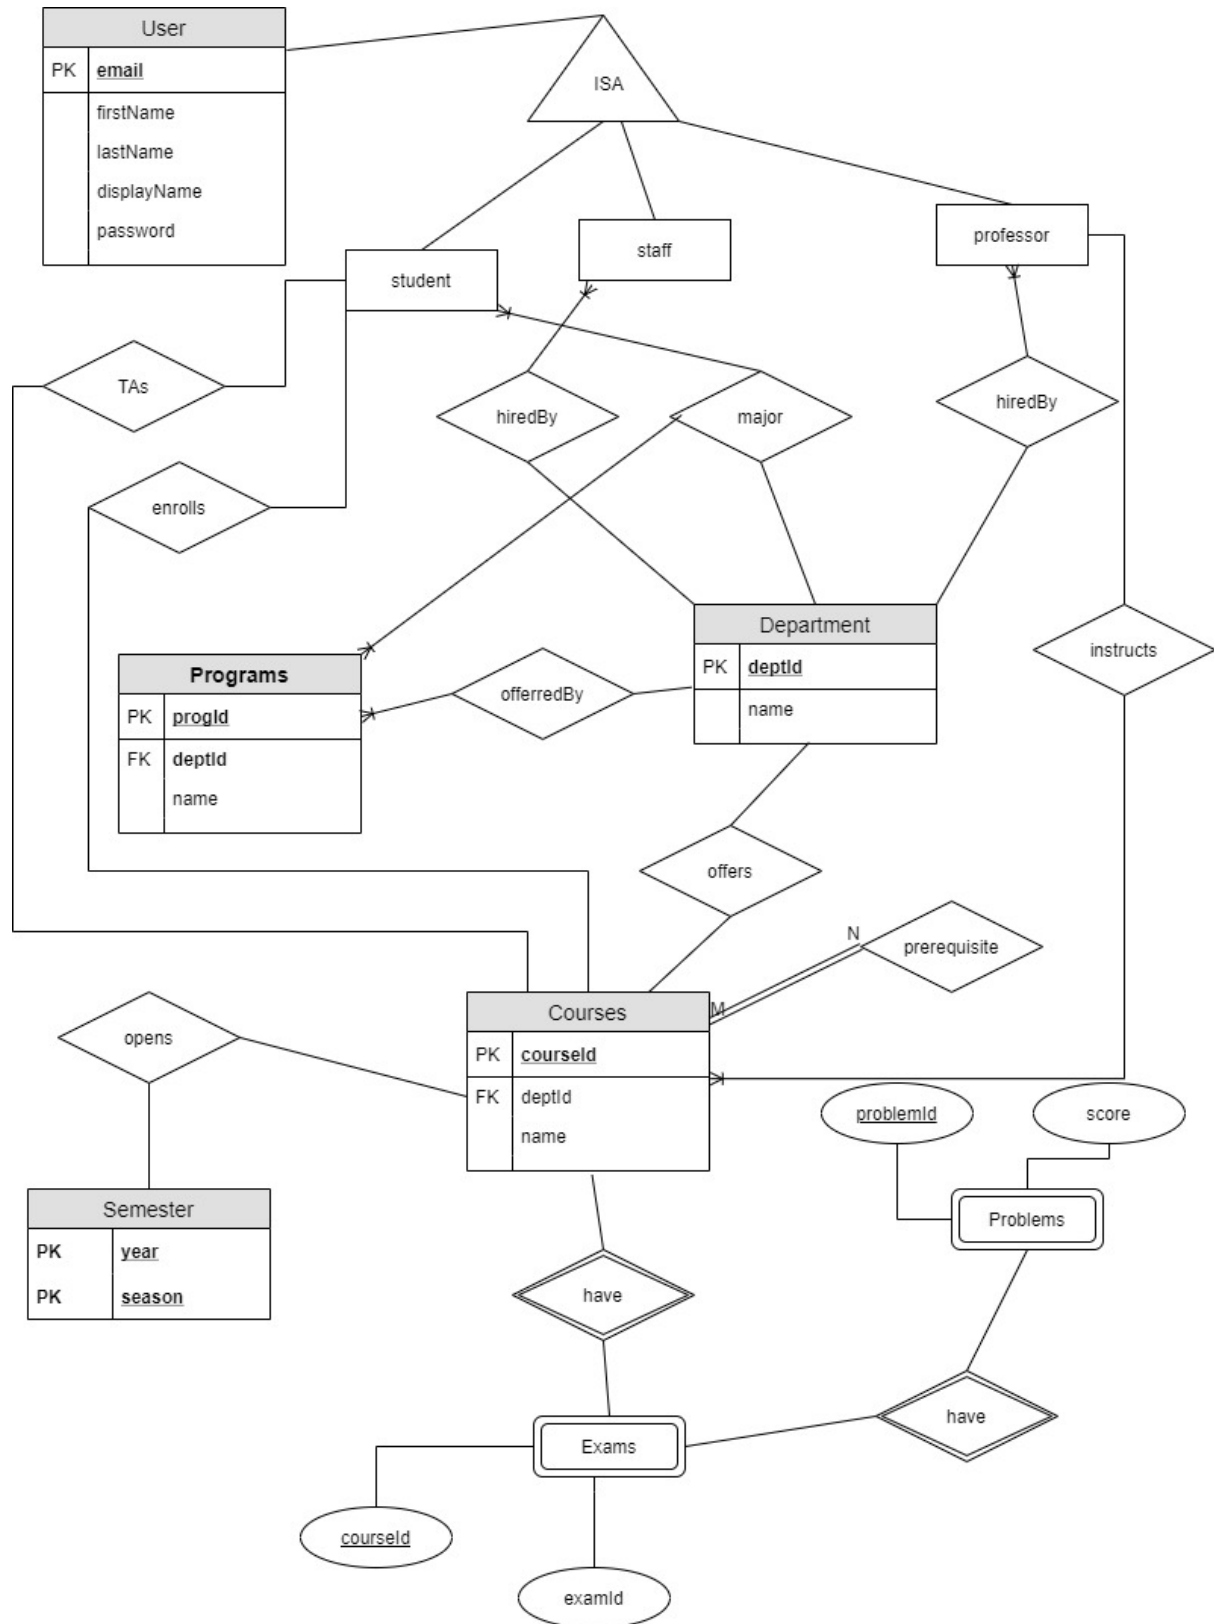 User
PK email
firstName
lastName
displayName
password
ISA
student
staff
professor
TAs
hiredBy
major
hiredBy
enrolls
Department
PK deptId
name
instructs
Programs
PK progId
FK deptId
name
offerredBy
offers
N
prerequisite
M
Courses
PK courseId
FK deptId
name
opens
problemId
score
Semester
PK year
PK season
Problems
have
have
Exams
courseId
examId